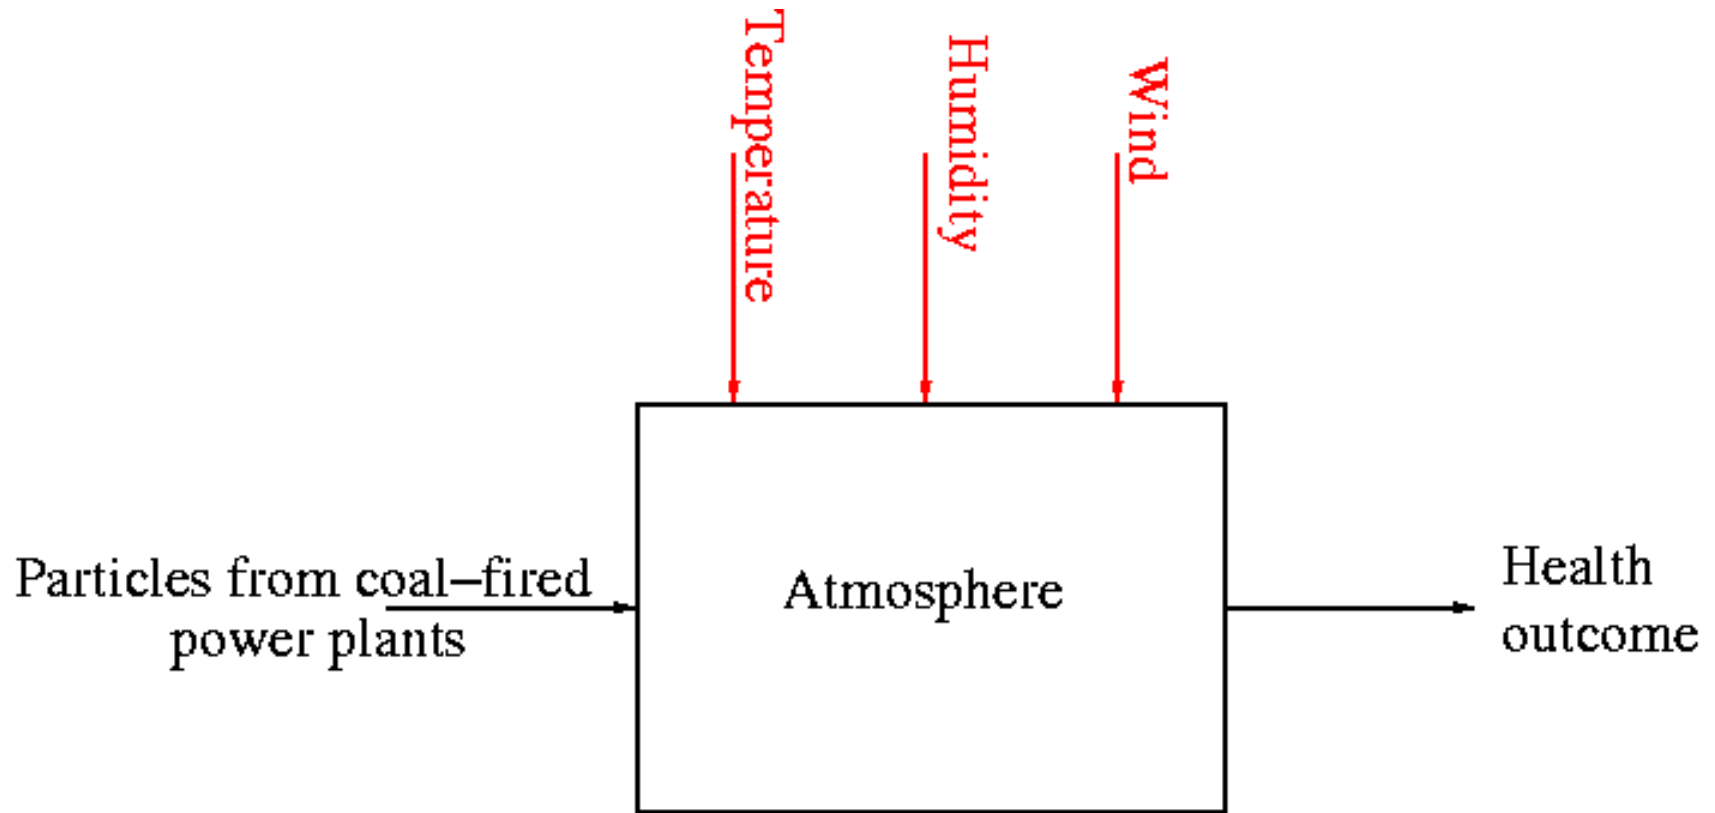 Temperature
Humidity
Wind
Particles from coal–fired
power plants
Atmosphere
Health
outcome